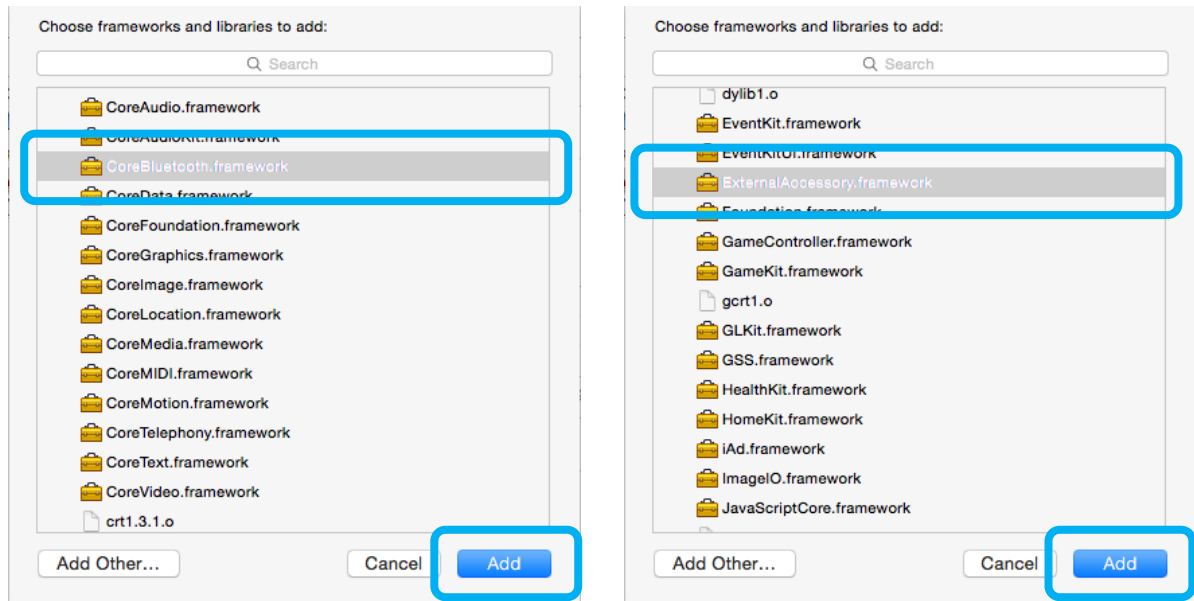 Choose frameworks and libraries to add:
Search
CoreAudio.framework
CoreAudioKit.framework
CoreBluetooth.framework
CoreData.framework
CoreFoundation.framework
CoreGraphics.framework
CoreImage.framework
CoreLocation.framework
CoreMedia.framework
CoreMIDI.framework
CoreMotion.framework
CoreTelephony.framework
CoreText.framework
CoreVideo.framework
crt1.3.1.o
Add Other...
Cancel
Add
Choose frameworks and libraries to add:
Search
dylib1.o
EventKit.framework
EventKitUI.framework
ExternalAccessory.framework
Foundation.framework
GameController.framework
GameKit.framework
gcrt1.o
GLKit.framework
GSS.framework
HealthKit.framework
HomeKit.framework
iAd.framework
ImageIO.framework
JavaScriptCore.framework
Add Other...
Cancel
Add